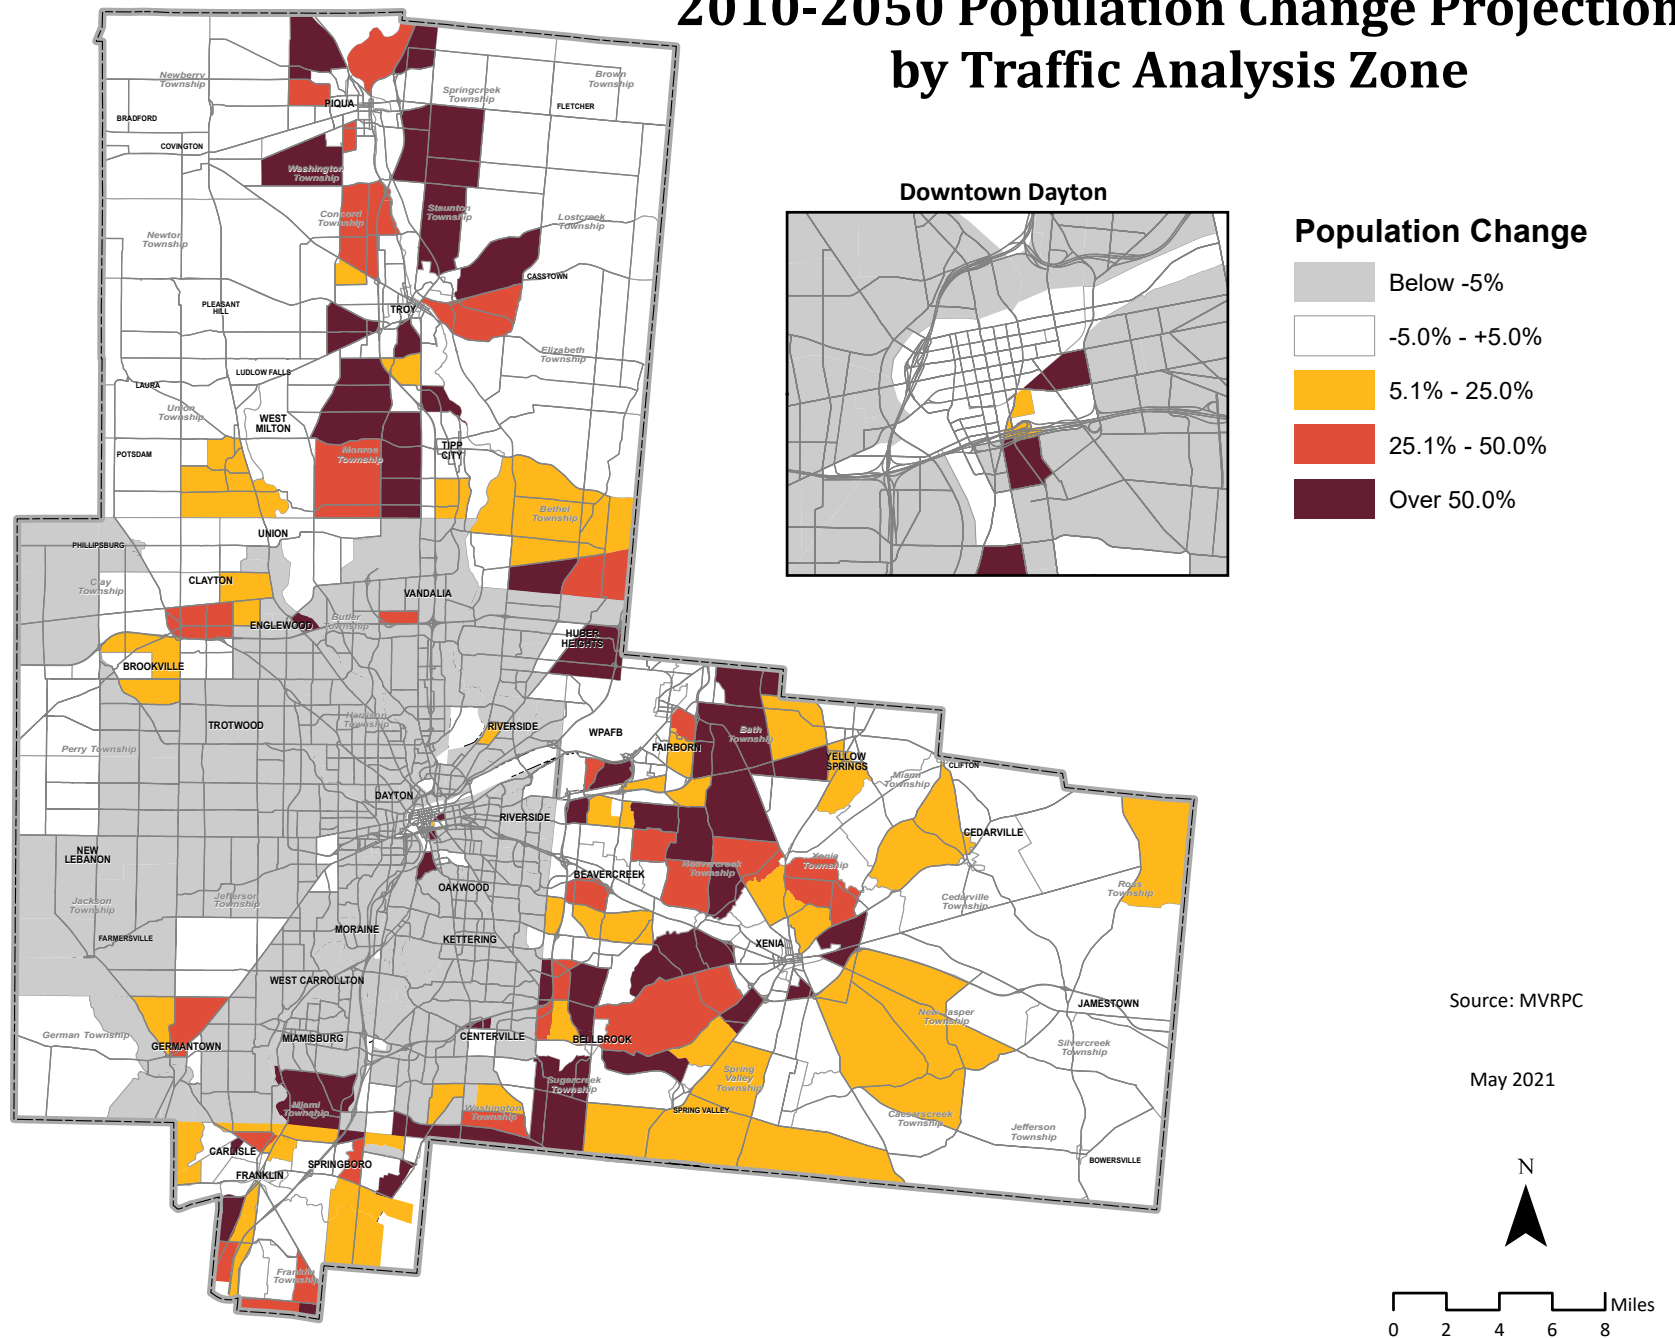 2010-2050 Population Change Projection
by Traffic Analysis Zone
Downtown Dayton
Population Change
Below -5%
-5.0% - +5.0%
5.1% - 25.0%
25.1% - 50.0%
Over 50.0%
Newberry
Township
Brown
Township
Springcreek
Township
FLETCHER
PIQUA
BRADFORD
COVINGTON
Washington
Township
Concord
Township
Staunton
Township
Lostcreek
Township
Newton
Township
CASSTOWN
PLEASANT
HILL
TROY
Elizabeth
Township
LUDLOW FALLS
LAURA
Union
Township
WEST
MILTON
POTSDAM
Monroe
Township
TIPP
CITY
Bethel
Township
UNION
PHILLIPSBURG
Clay
Township
CLAYTON
VANDALIA
ENGLEWOOD
Butler
Township
HUBER
HEIGHTS
BROOKVILLE
TROTWOOD
Harrison
Township
RIVERSIDE
WPAFB
FAIRBORN
Bath
Township
Perry Township
YELLOW
SPRINGS
Miami
Township
CLIFTON
DAYTON
RIVERSIDE
CEDARVILLE
NEW
LEBANON
Beavercreek
Township
Xenia
Township
BEAVERCREEK
OAKWOOD
Jackson
Township
Jefferson
Township
Cedarville
Township
Ross
Township
FARMERSVILLE
MORAINE
KETTERING
XENIA
WEST CARROLLTON
JAMESTOWN
New Jasper
Township
German Township
GERMANTOWN
MIAMISBURG
CENTERVILLE
BELLBROOK
Silvercreek
Township
Sugarcreek
Township
Spring
Valley
Township
Miami
Township
Washington
Township
SPRING VALLEY
Caesarscreek
Township
Jefferson
Township
CARLISLE
SPRINGBORO
FRANKLIN
BOWERSVILLE
Franklin
Township
Source: MVRPC
May 2021
N
Miles
0 2 4 6 8